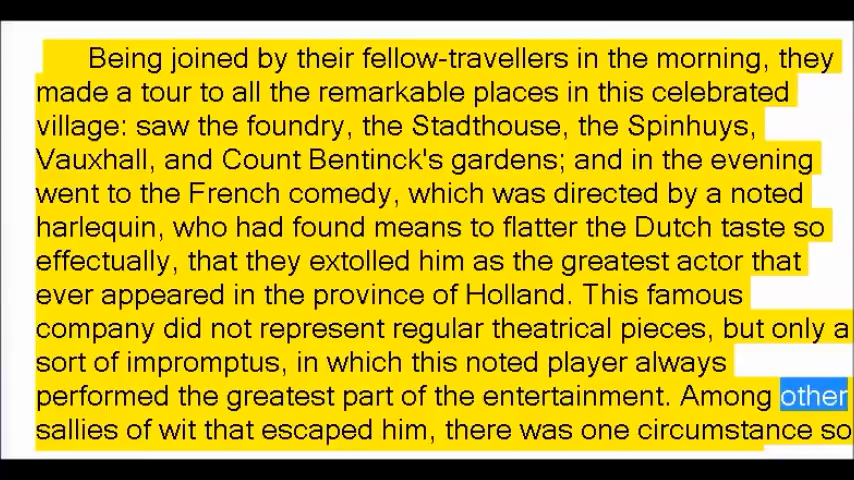 Being joined by their fellow-travellers in the morning, they
made a tour to all the remarkable places in this celebrated
village: saw the foundry, the Stadthouse, the Spinhuys,
Vauxhall, and Count Bentinck's gardens; and in the evening
went to the French comedy, which was directed by a noted
harlequin, who had found means to flatter the Dutch taste so
effectually, that they extolled him as the greatest actor that
ever appeared in the province of Holland. This famous
company did not represent regular theatrical pieces, but only a
sort of impromptus, in which this noted player always
performed the greatest part of the entertainment. Among other
sallies of wit that escaped him, there was one circumstance so